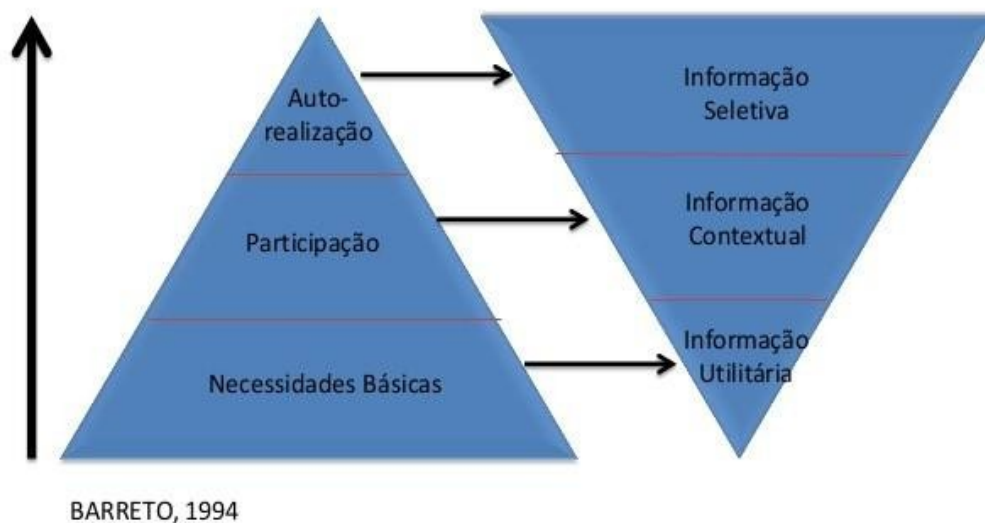 Auto-
realização
Participação
Necessidades Básicas
Informação
Seletiva
Informação
Contextual
Informação
Utilitária
BARRETO, 1994